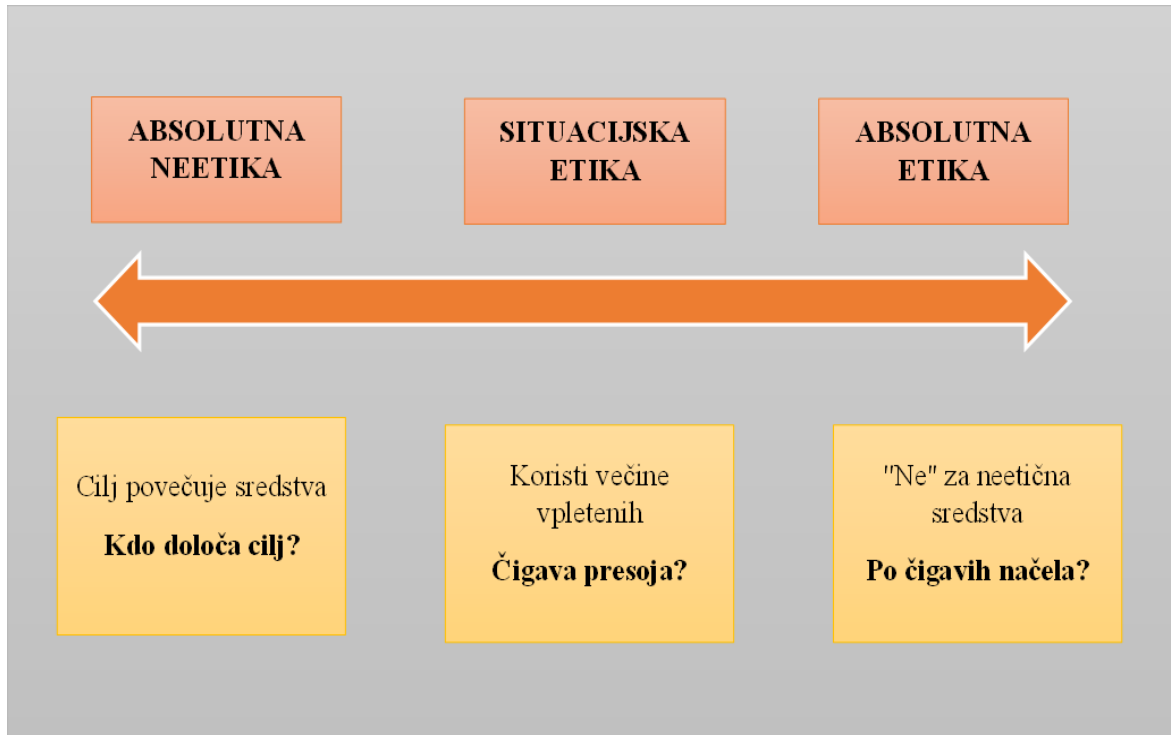 ABSOLUTNA
NEETIKA
SITUACIJSKA
ETIKA
ABSOLUTNA
ETIKA
Cilj povečuje sredstva
Kdo določa cilj?
Koristi večine
vpletenih
Čigava presoja?
"Ne" za neetična
sredstva
Po čigavih načela?